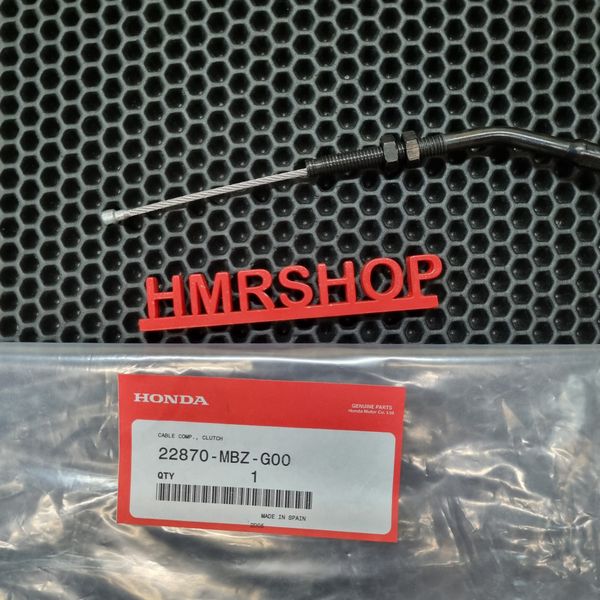 HMRSHOP
HONDA
GENUINE PARTS
Honda Motor Co., Ltd.
CABLE COMP., CLUTCH
22870-MBZ-G00
QTY 1
MADE IN SPAIN